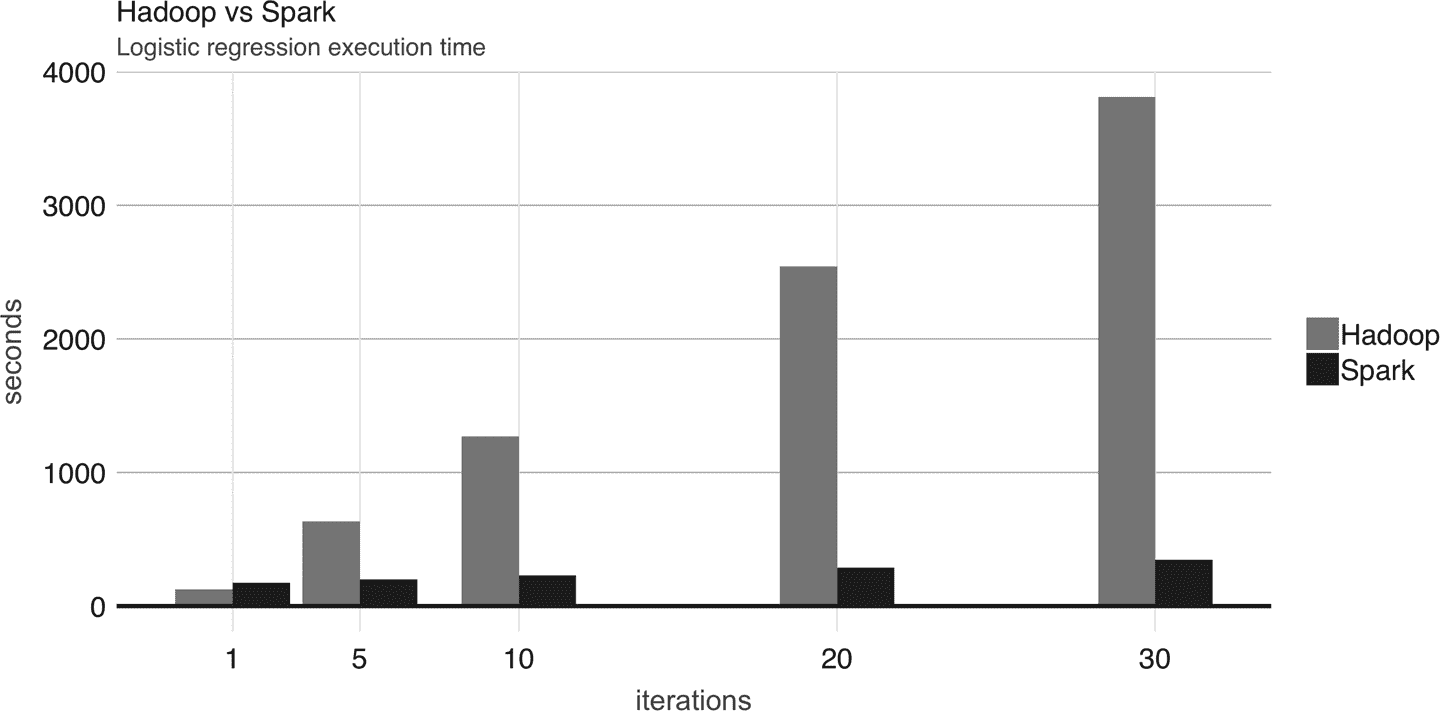 Hadoop vs Spark
Logistic regression execution time
4000
3000
2000
1000
0
seconds
1 5 10 20 30
iterations
Hadoop
Spark